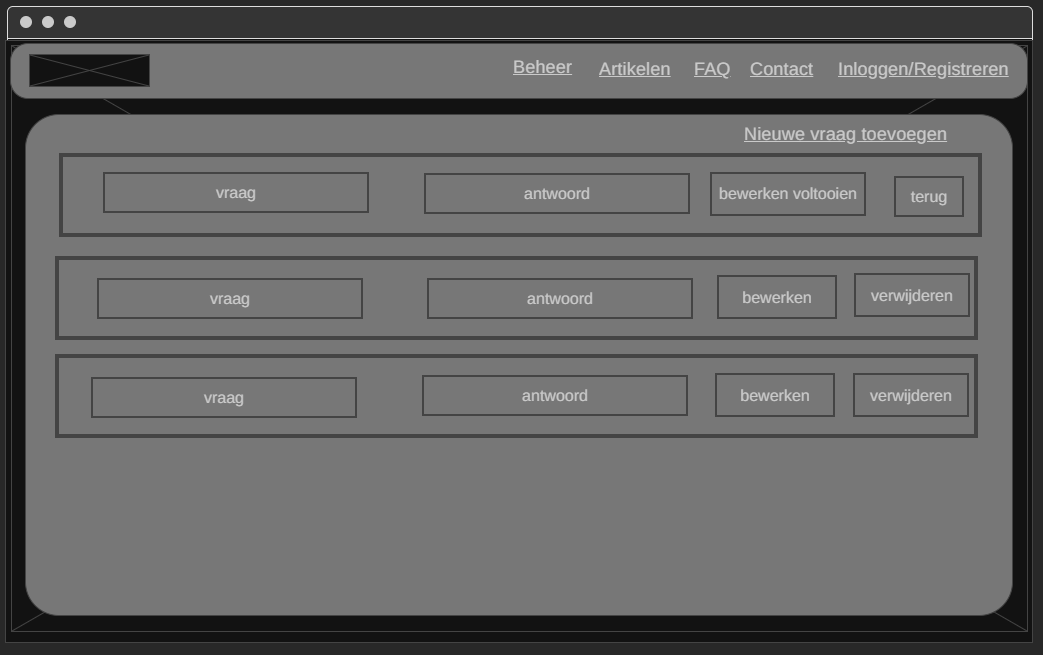 Beheer Artikelen FAQ Contact Inloggen/Registreren
Nieuwe vraag toevoegen
vraag antwoord bewerken voltooien terug
vraag antwoord bewerken verwijderen
vraag antwoord bewerken verwijderen